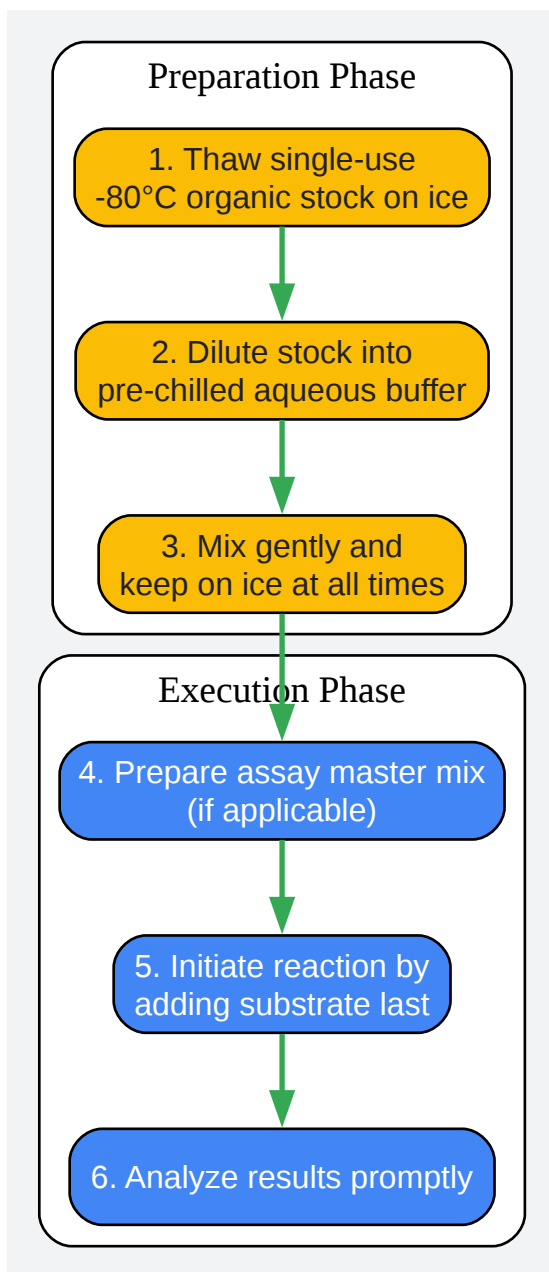 Preparation Phase
1. Thaw single-use
-80°C organic stock on ice
2. Dilute stock into
pre-chilled aqueous buffer
3. Mix gently and
keep on ice at all times
Execution Phase
4. Prepare assay master mix
(if applicable)
5. Initiate reaction by
adding substrate last
6. Analyze results promptly